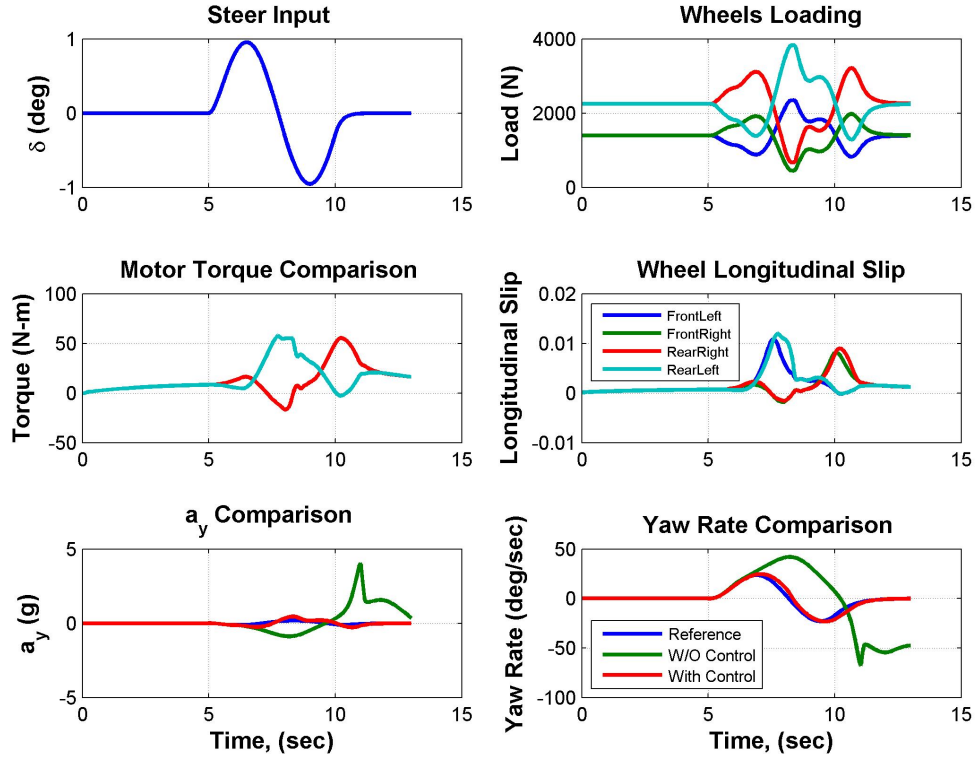 Steer Input
δ (deg)
1
0
-1
0
5
10
15
Wheels Loading
Load (N)
4000
2000
0
0
5
10
15
Motor Torque Comparison
Torque (N-m)
100
50
0
-50
0
5
10
15
Wheel Longitudinal Slip
Longitudinal Slip
0.02
0.01
0
-0.01
FrontLeft
FrontRight
RearRight
RearLeft
0
5
10
15
a_y Comparison
a_y (g)
5
0
-5
0
5
10
15
Time, (sec)
Yaw Rate Comparison
Yaw Rate (deg/sec)
50
0
-50
-100
Reference
W/O Control
With Control
0
5
10
15
Time, (sec)